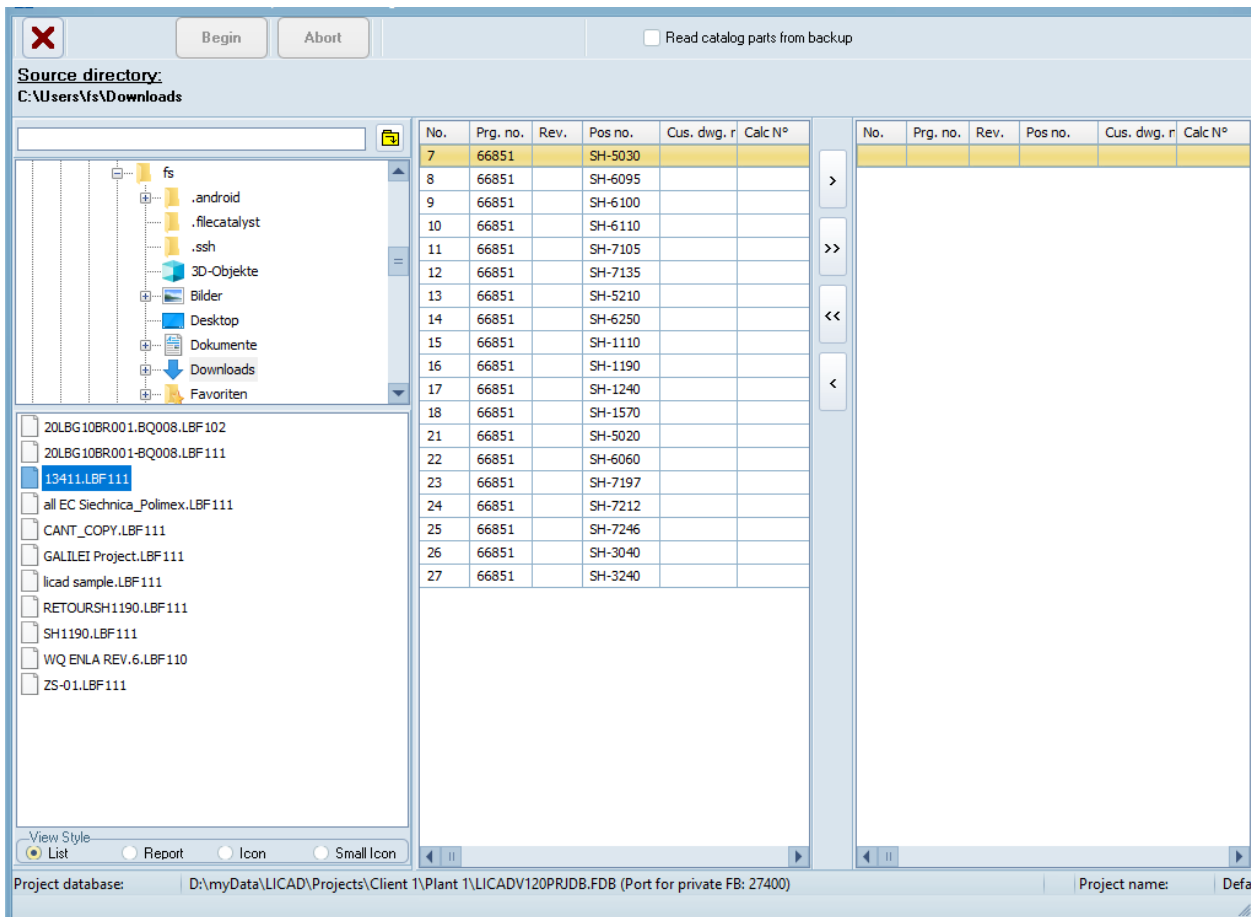 Begin Abort Read catalog parts from backup
Source directory:
C:\Users\fs\Downloads
fs
.android
.filecatalyst
.ssh
3D-Objekte
Bilder
Desktop
Dokumente
Downloads
Favoriten
20LBG10BR001.BQ008.LBF102
20LBG10BR001-BQ008.LBF111
13411.LBF111
all EC Siechnica_Polimex.LBF111
CANT_COPY.LBF111
GALILEI Project.LBF111
licad sample.LBF111
RETOURSH1190.LBF111
SH1190.LBF111
WQ ENLA REV.6.LBF110
ZS-01.LBF111
View Style
List Report Icon Small Icon
No. Prg. no. Rev. Pos no. Cus. dwg. r Calc N°
7 66851 SH-5030
8 66851 SH-6095
9 66851 SH-6100
10 66851 SH-6110
11 66851 SH-7105
12 66851 SH-7135
13 66851 SH-5210
14 66851 SH-6250
15 66851 SH-1110
16 66851 SH-1190
17 66851 SH-1240
18 66851 SH-1570
21 66851 SH-5020
22 66851 SH-6060
23 66851 SH-7197
24 66851 SH-7212
25 66851 SH-7246
26 66851 SH-3040
27 66851 SH-3240
>
>>
<<
<
No. Prg. no. Rev. Pos no. Cus. dwg. r Calc N°
Project database: D:\myData\LICAD\Projects\Client 1\Plant 1\LICADV120PRJDB.FDB (Port for private FB: 27400) Project name: Defa